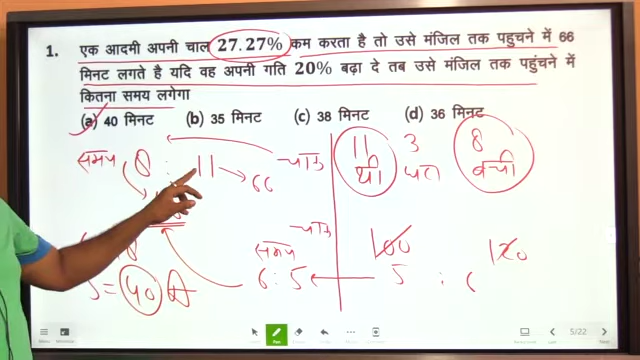 1. एक आदमी अपनी चाल 27.27% कम करता है तो उसे मंजिल तक पहुचने में 66
मिनट लगते है यदि वह अपनी गति 20% बढ़ा दे तब उसे मंजिल तक पहुंचने में
कितना समय लगेगा
(a) 40 मिनट (b) 35 मिनट (c) 38 मिनट (d) 36 मिनट
समय 8 : 11 → 66 चाल 11 3 8
थी घटा बची
समय चाल 100 120
6 : 5 5 : 6
5 = 40
5/22